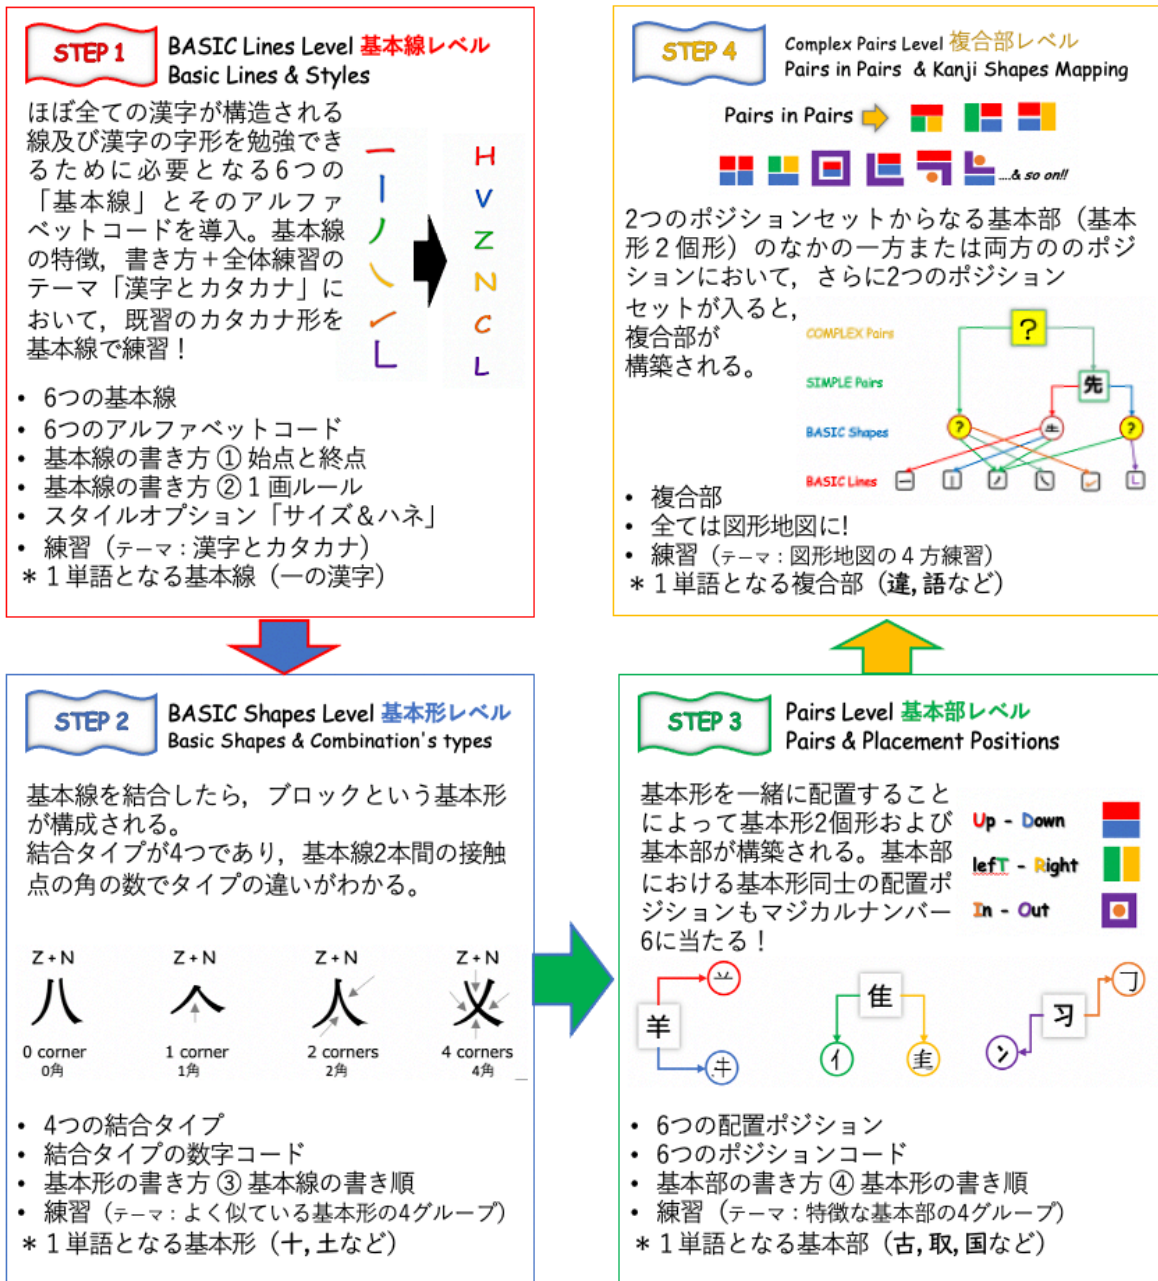 STEP 1
BASIC Lines Level 基本線レベル
Basic Lines & Styles
ほぼ全ての漢字が構造される
線及び漢字の字形を勉強でき
るために必要となる6つの
「基本線」とそのアルファ
ベットコードを導入。基本線
の特徴，書き方＋全体練習の
テーマ「漢字とカタカナ」に
おいて，既習のカタカナ形を
基本線で練習！
H
V
Z
N
C
L
• 6つの基本線
• 6つのアルファベットコード
• 基本線の書き方 ① 始点と終点
• 基本線の書き方 ②１画ルール
• スタイルオプション「サイズ＆ハネ」
• 練習（テーマ：漢字とカタカナ）
＊１単語となる基本線（一の漢字）
STEP 2
BASIC Shapes Level 基本形レベル
Basic Shapes & Combination's types
基本線を結合したら，ブロックという基本形
が構成される。
結合タイプが4つであり，基本線2本間の接触
点の角の数でタイプの違いがわかる。
Z + N Z + N Z + N Z + N
八 𠆢 人 乂
0 corner 1 corner 2 corners 4 corners
0角 1角 2角 4角
• 4つの結合タイプ
• 結合タイプの数字コード
• 基本形の書き方 ③ 基本線の書き順
• 練習（テーマ：よく似ている基本形の4グループ）
＊１単語となる基本形（十, 土など）
STEP 3
Pairs Level 基本部レベル
Pairs & Placement Positions
基本形を一緒に配置すること
によって基本形2個形および
基本部が構築される。基本部
における基本形同士の配置ポ
ジションもマジカルナンバー
6に当たる！
Up - Down
lefT - Right
In - Out
羊
隹
亻 圭
习
• 6つの配置ポジション
• 6つのポジションコード
• 基本部の書き方 ④ 基本形の書き順
• 練習（テーマ：特徴な基本部の4グループ）
＊１単語となる基本部（古, 取, 国など）
STEP 4
Complex Pairs Level 複合部レベル
Pairs in Pairs & Kanji Shapes Mapping
Pairs in Pairs
....& so on!!
2つのポジションセットからなる基本部（基本
形２個形）のなかの一方または両方ののポジ
ションにおいて，さらに2つのポジション
セットが入ると，
複合部が
構築される。
COMPLEX Pairs ?
SIMPLE Pairs 先
BASIC Shapes ? ?
BASIC Lines
• 複合部
• 全ては図形地図に!
• 練習（テーマ：図形地図の４方練習）
＊１単語となる複合部（違, 語など）